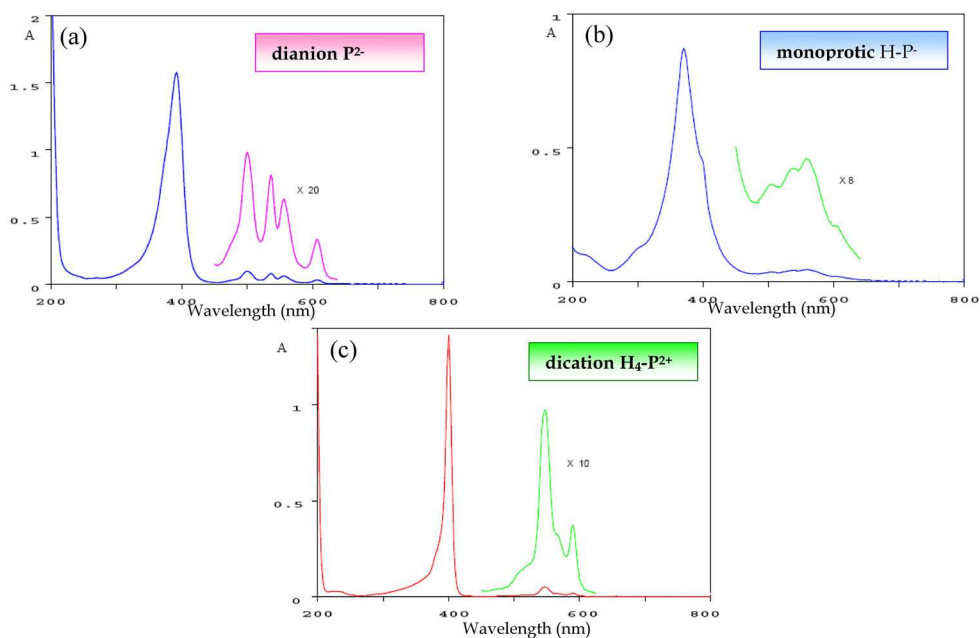 (a)
A
dianion P²⁻
2
1.5
1
0.5
0
X 20
200
400
600
800
Wavelength (nm)
(b)
A
monoprotic H-P⁻
1
0.5
0
X 8
200
400
600
800
Wavelength (nm)
(c)
A
dication H₄-P²⁺
1
0.5
0
X 10
200
400
600
800
Wavelength (nm)